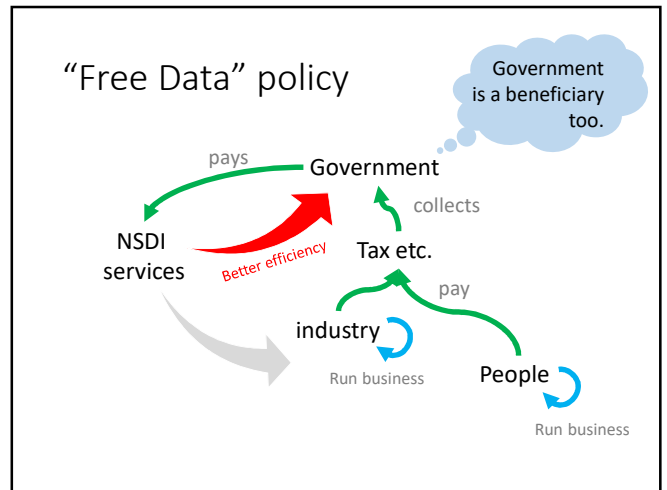 “Free Data” policy
Government
is a beneficiary
too.
pays
Government
collects
NSDI
services
Better efficiency
Tax etc.
pay
industry
Run business
People
Run business